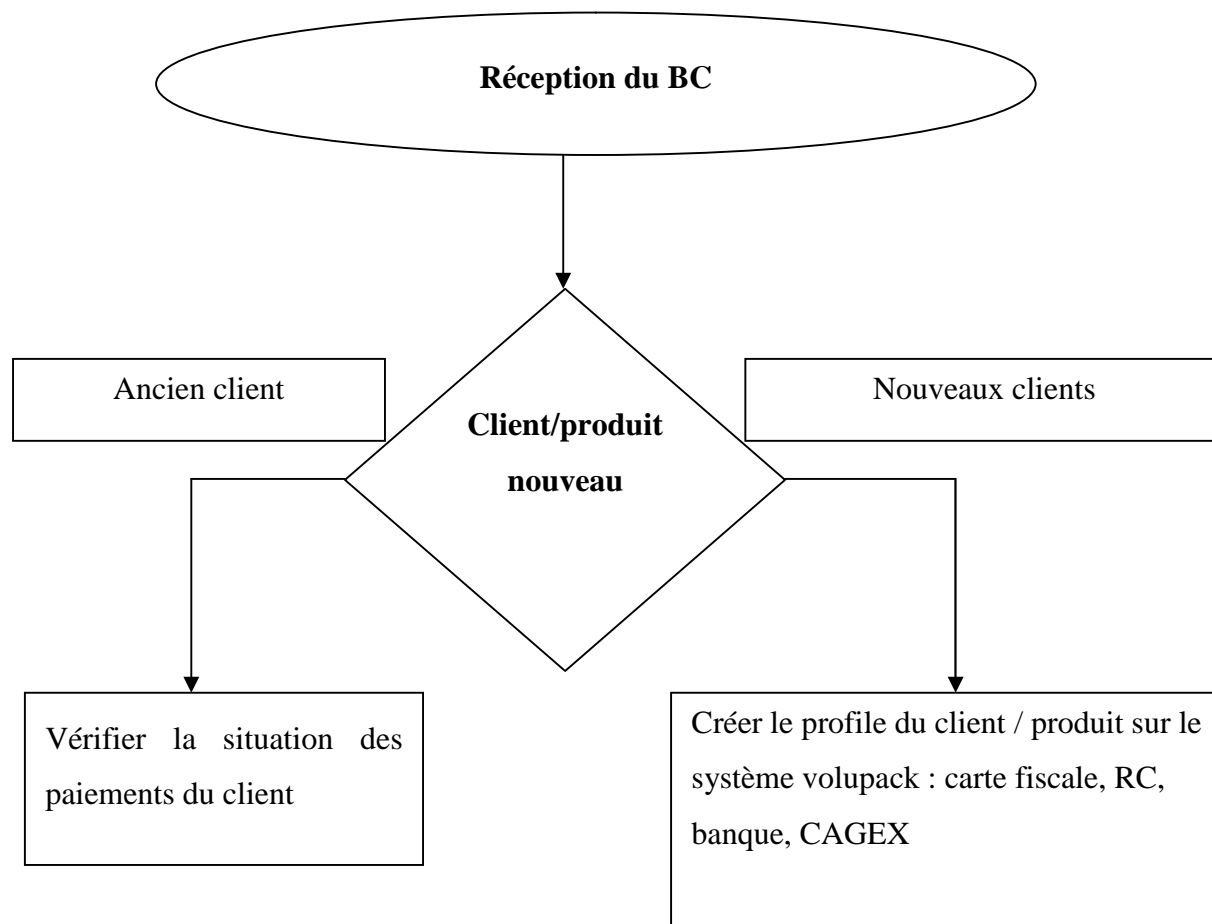 Réception du BC
Ancien client
Nouveaux clients
Client/produit
nouveau
Vérifier la situation des
paiements du client
Créer le profile du client / produit sur le
système volupack : carte fiscale, RC,
banque, CAGEX